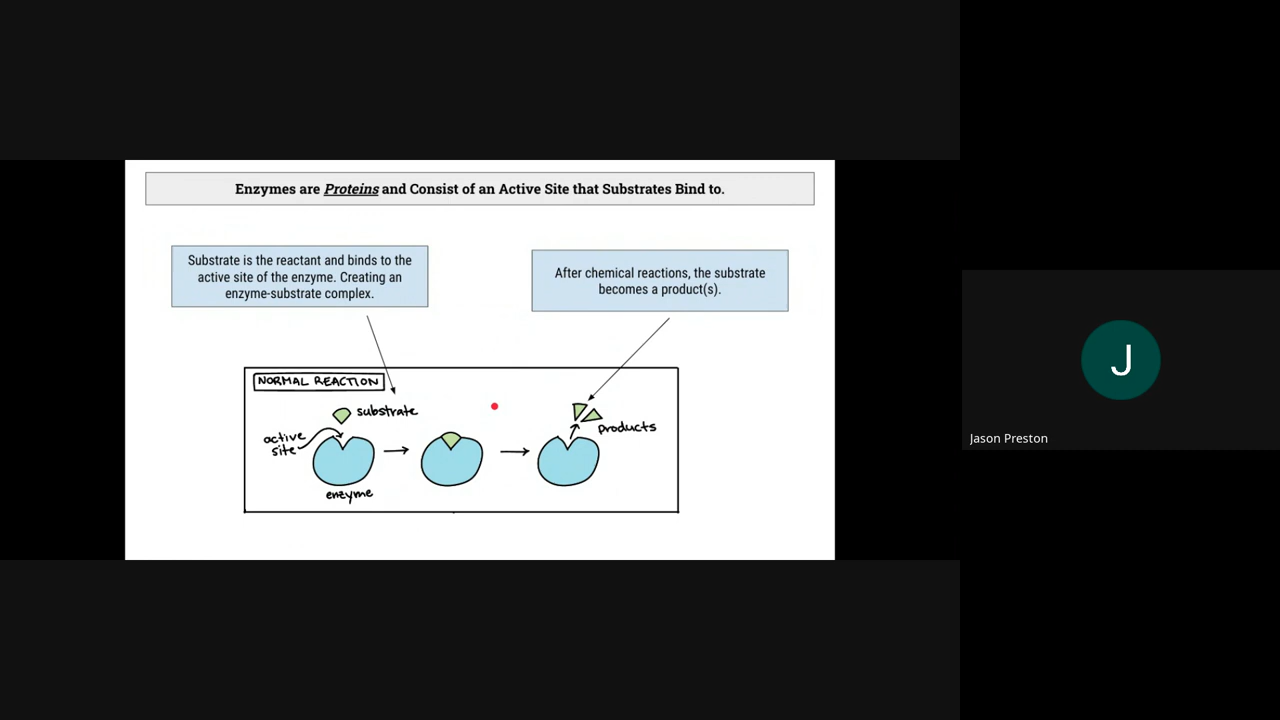 Enzymes are Proteins and Consist of an Active Site that Substrates Bind to.
Substrate is the reactant and binds to the
active site of the enzyme. Creating an
enzyme-substrate complex.
After chemical reactions, the substrate
becomes a product(s).
NORMAL REACTION
substrate
active
site
enzyme
products
J
Jason Preston